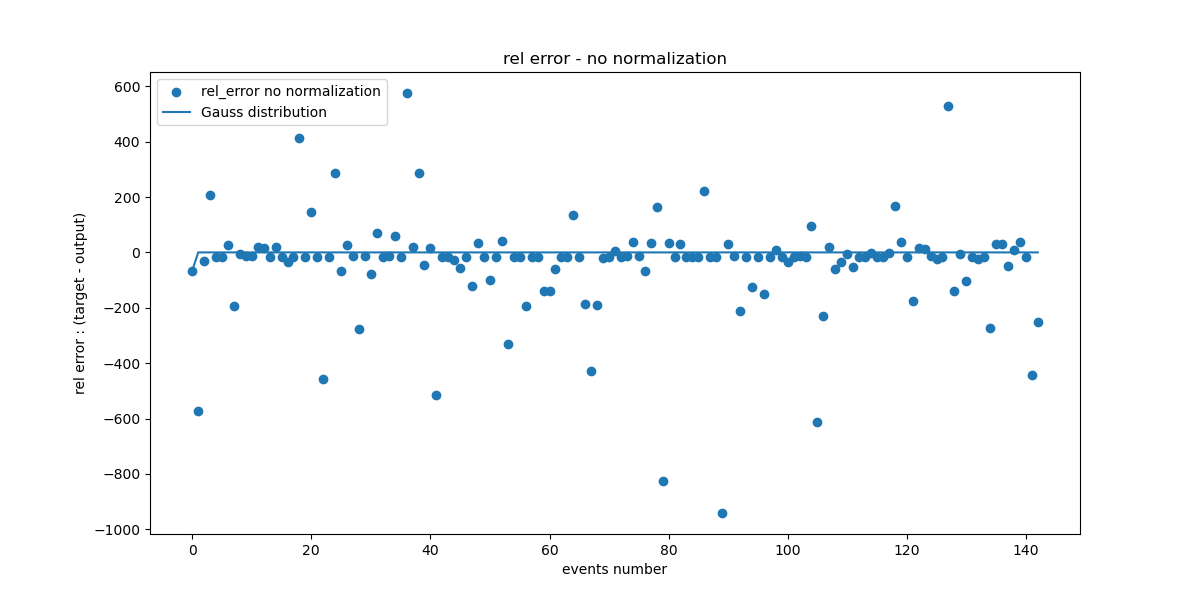 rel error - no normalization
rel_error no normalization
Gauss distribution
rel error : (target - output)
600
400
200
0
−200
−400
−600
−800
−1000
0 20 40 60 80 100 120 140
events number